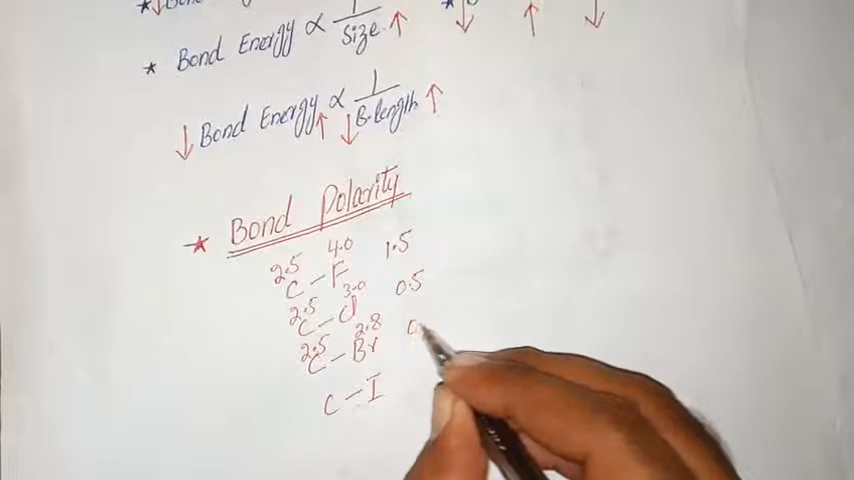 * Bond Energy ∝ 1/Size ↑
↓ Bond Energy ↑ ∝ 1/B.length ↓ ↑
* Bond Polarity
2.5 4.0
C - F 1.5
2.5 3.0
C - Cl 0.5
2.5 2.8
C - Br 0
C - I